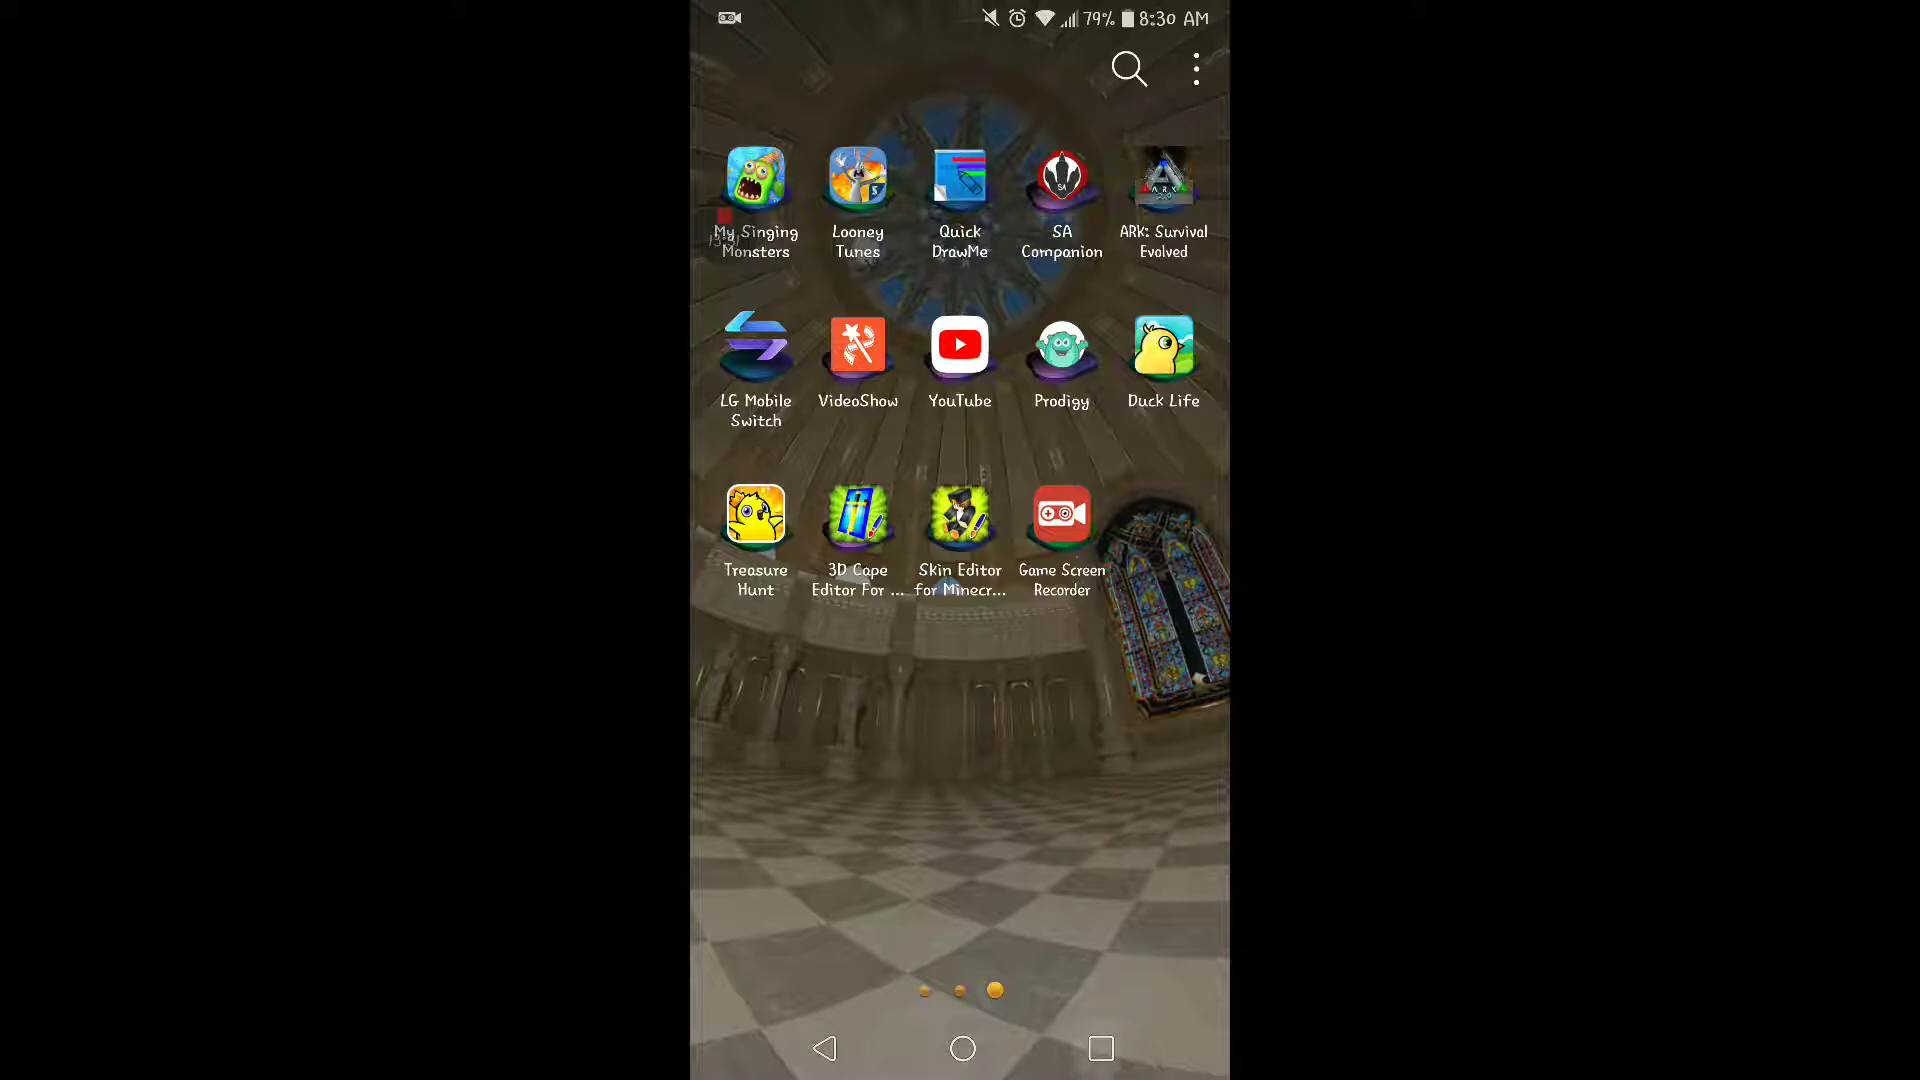 79% 8:30 AM
My Singing Monsters
Looney Tunes
Quick DrawMe
SA Companion
ARK: Survival Evolved
LG Mobile Switch
VideoShow
YouTube
Prodigy
Duck Life
Treasure Hunt
3D Cape Editor For ...
Skin Editor for Minecr...
Game Screen Recorder